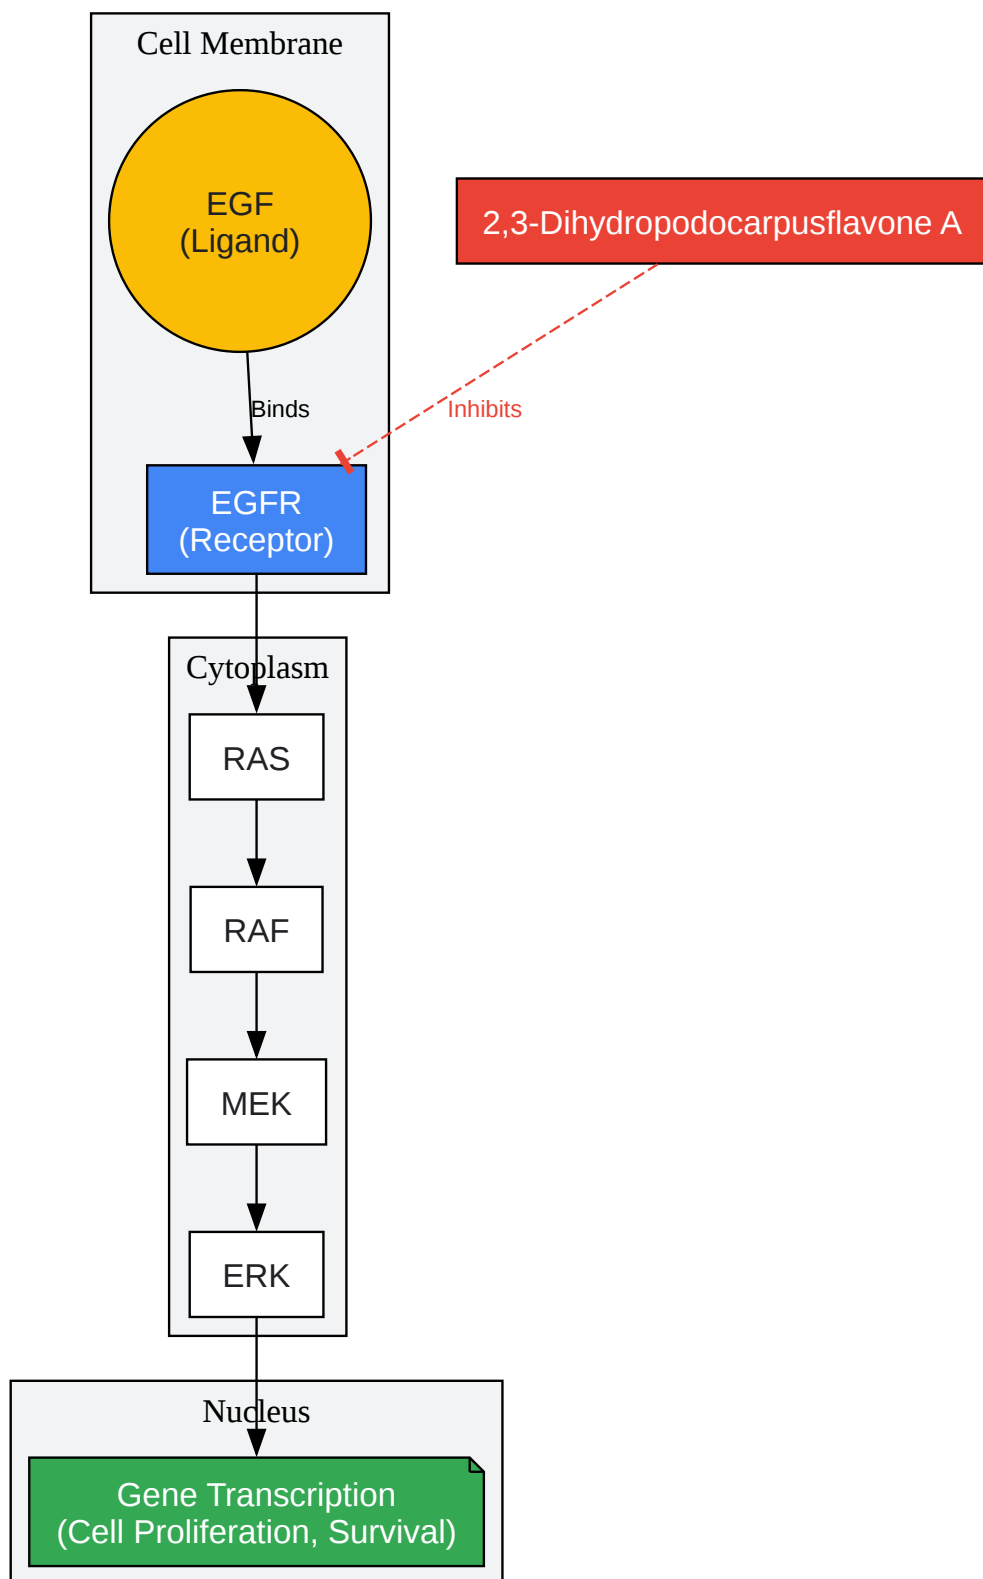 Cell Membrane
EGF
(Ligand)
2,3-Dihydropodocarpusflavone A
Binds
Inhibits
EGFR
(Receptor)
Cytoplasm
RAS
RAF
MEK
ERK
Nucleus
Gene Transcription
(Cell Proliferation, Survival)